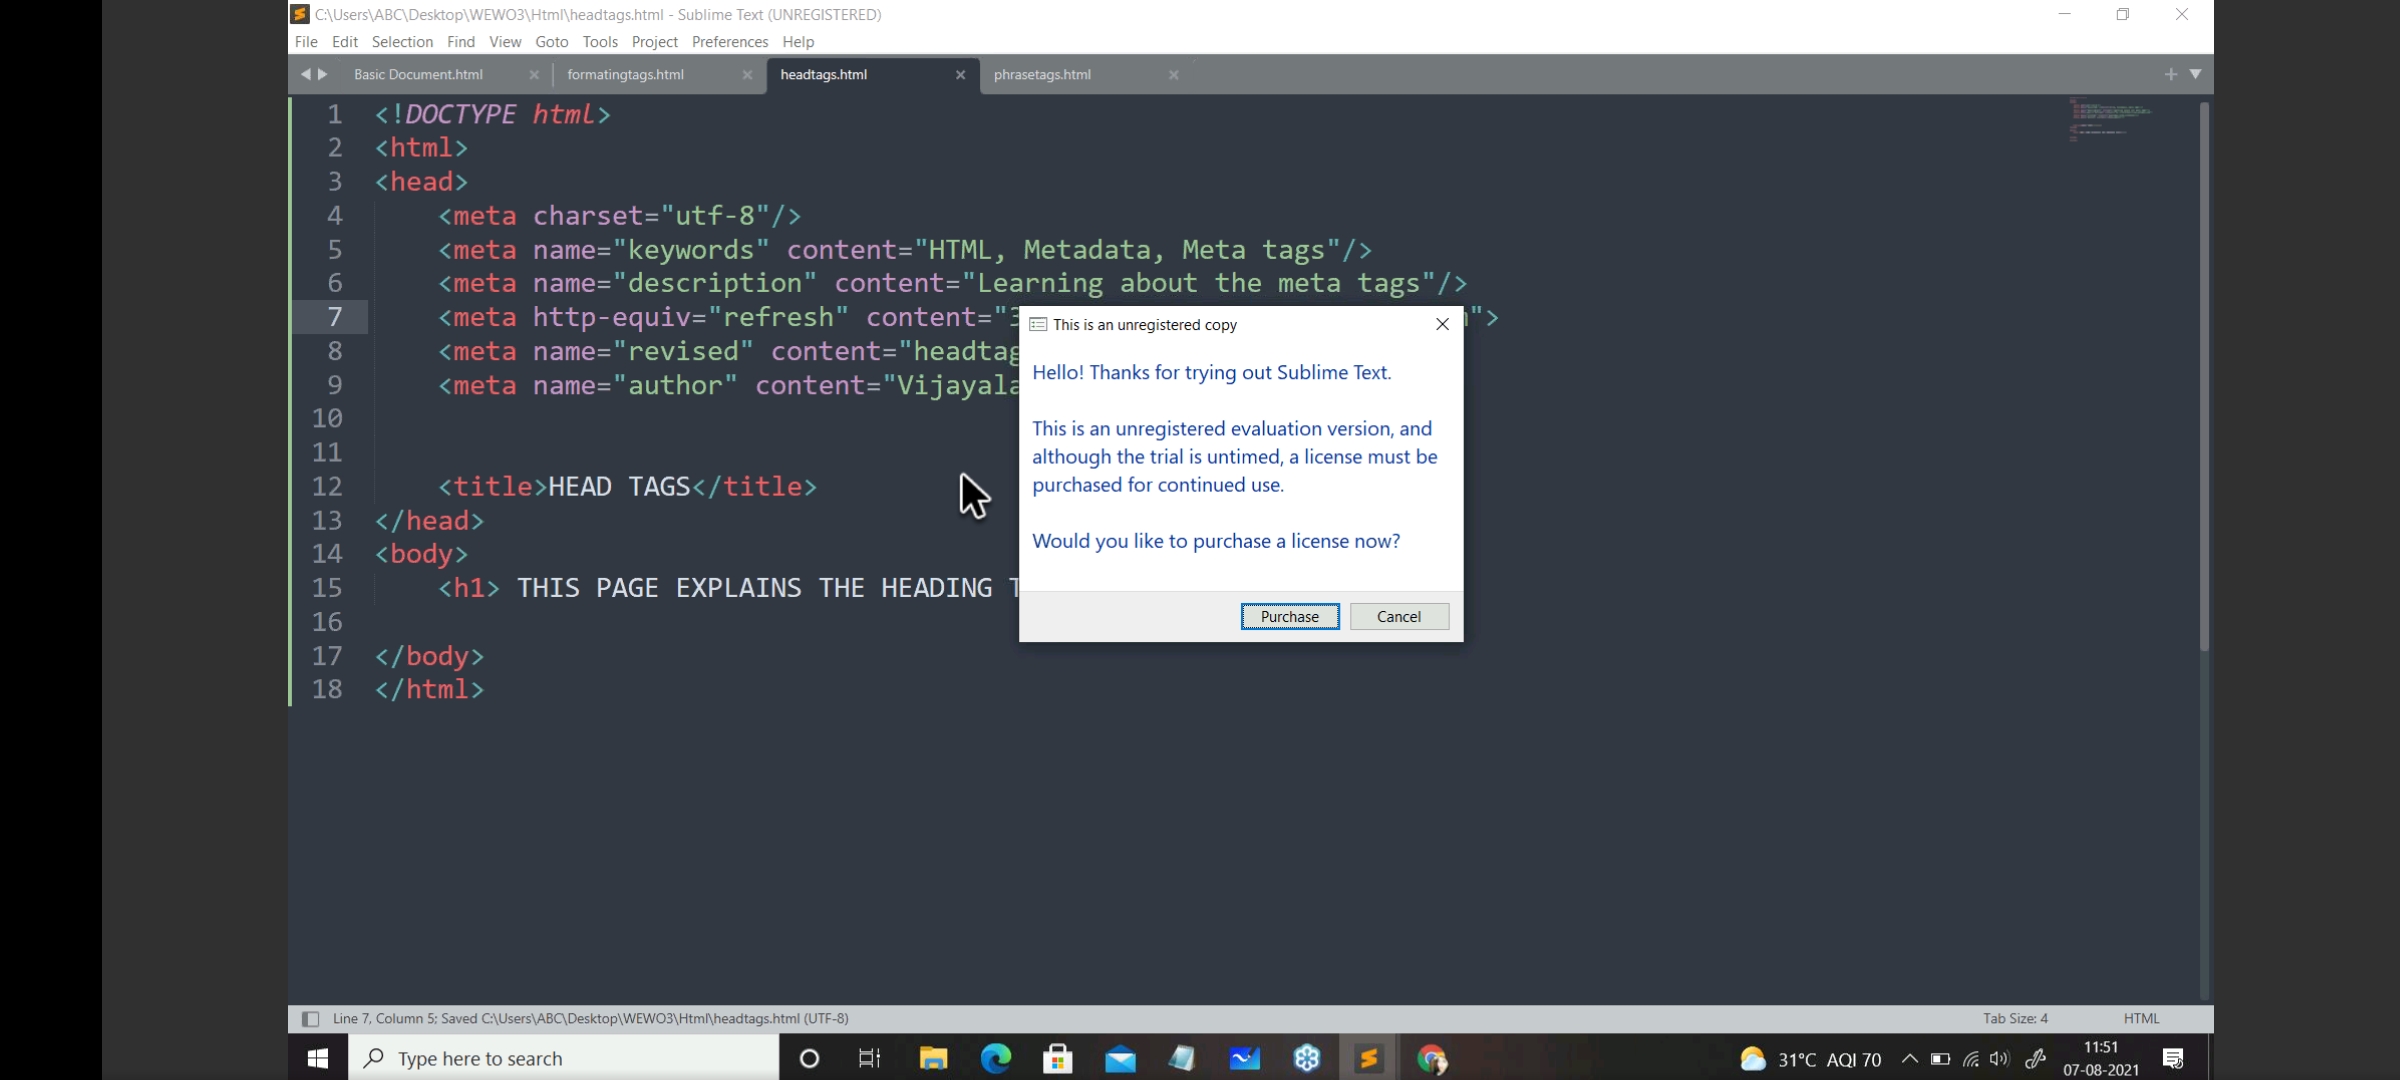 C:\Users\ABC\Desktop\WEWO3\Html\headtags.html - Sublime Text (UNREGISTERED)
File Edit Selection Find View Goto Tools Project Preferences Help
Basic Document.html formatingtags.html headtags.html phrasetags.html
1 <!DOCTYPE html>
2 <html>
3 <head>
4 <meta charset="utf-8"/>
5 <meta name="keywords" content="HTML, Metadata, Meta tags"/>
6 <meta name="description" content="Learning about the meta tags"/>
7 <meta http-equiv="refresh" content="3 ">
8 <meta name="revised" content="headtag
9 <meta name="author" content="Vijayala
10
11
12 <title>HEAD TAGS</title>
13 </head>
14 <body>
15 <h1> THIS PAGE EXPLAINS THE HEADING T
16
17 </body>
18 </html>
This is an unregistered copy
Hello! Thanks for trying out Sublime Text.
This is an unregistered evaluation version, and
although the trial is untimed, a license must be
purchased for continued use.
Would you like to purchase a license now?
Purchase Cancel
Line 7, Column 5; Saved C:\Users\ABC\Desktop\WEWO3\Html\headtags.html (UTF-8) Tab Size: 4 HTML
Type here to search
31°C AQI 70
11:51
07-08-2021